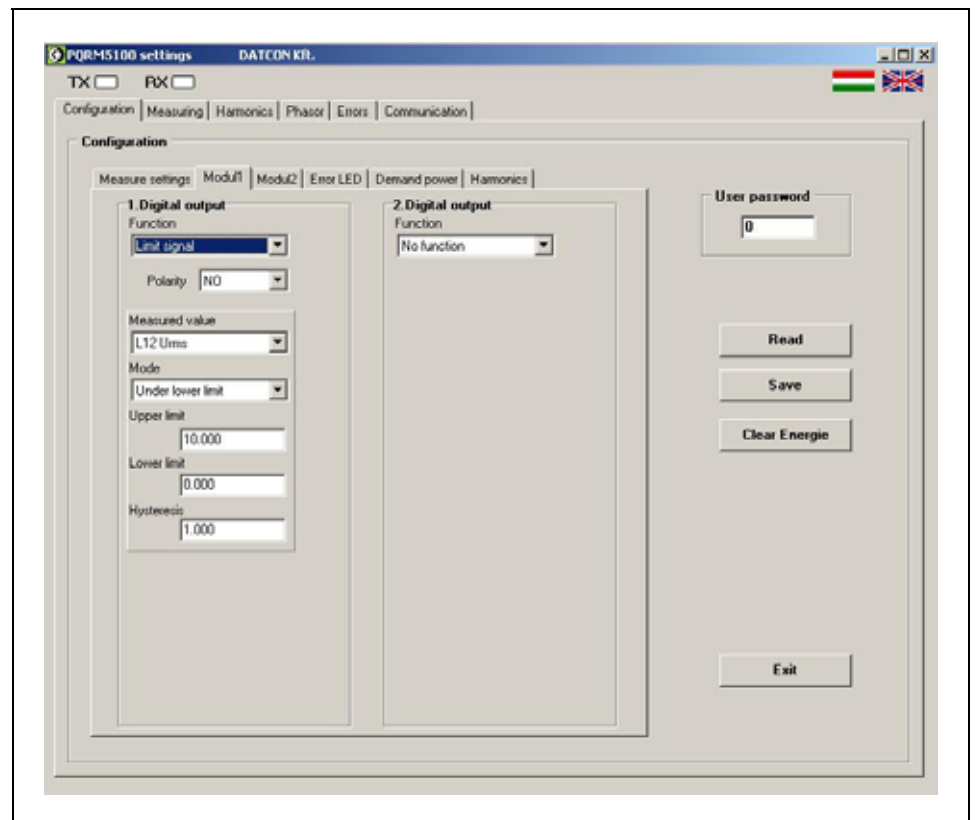 PQRM5100 settings DATCON Kft.
TX RX
Configuration Measuring Harmonics Phasor Errors Communication
Configuration
Measure settings Modul1 Modul2 Error LED Demand power Harmonics
1.Digital output
Function
Limit signal
Polarity NO
Measured value
L12 Urms
Mode
Under lower limit
Upper limit
10.000
Lower limit
0.000
Hysteresis
1.000
2.Digital output
Function
No function
User password
0
Read
Save
Clear Energie
Exit